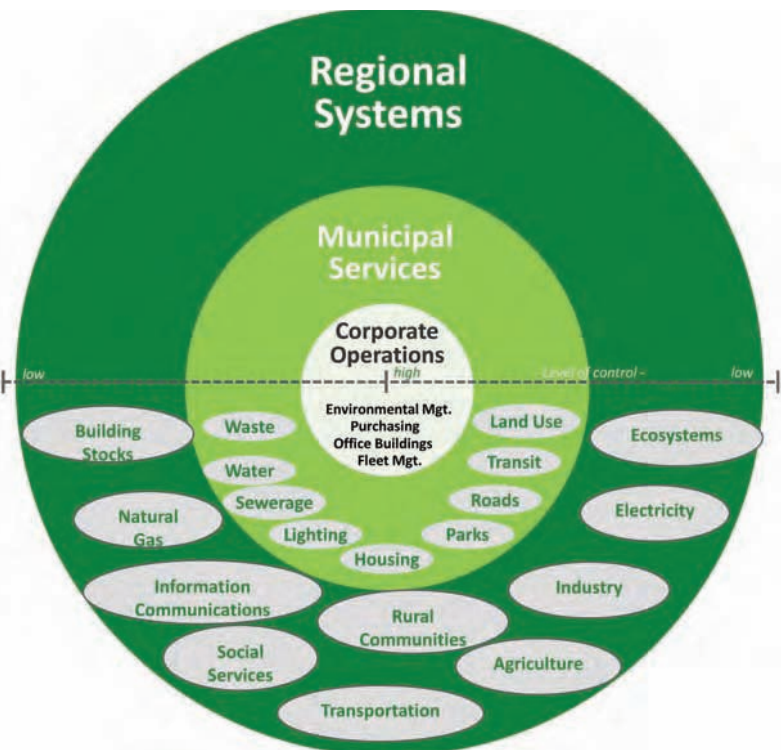 Regional
Systems
Municipal
Services
Corporate
Operations
low
high
- Level of control -
low
Environmental Mgt.
Purchasing
Office Buildings
Fleet Mgt.
Building
Stocks
Waste
Land Use
Ecosystems
Water
Transit
Natural
Gas
Sewerage
Roads
Electricity
Lighting
Parks
Housing
Information
Communications
Rural
Communities
Industry
Social
Services
Agriculture
Transportation